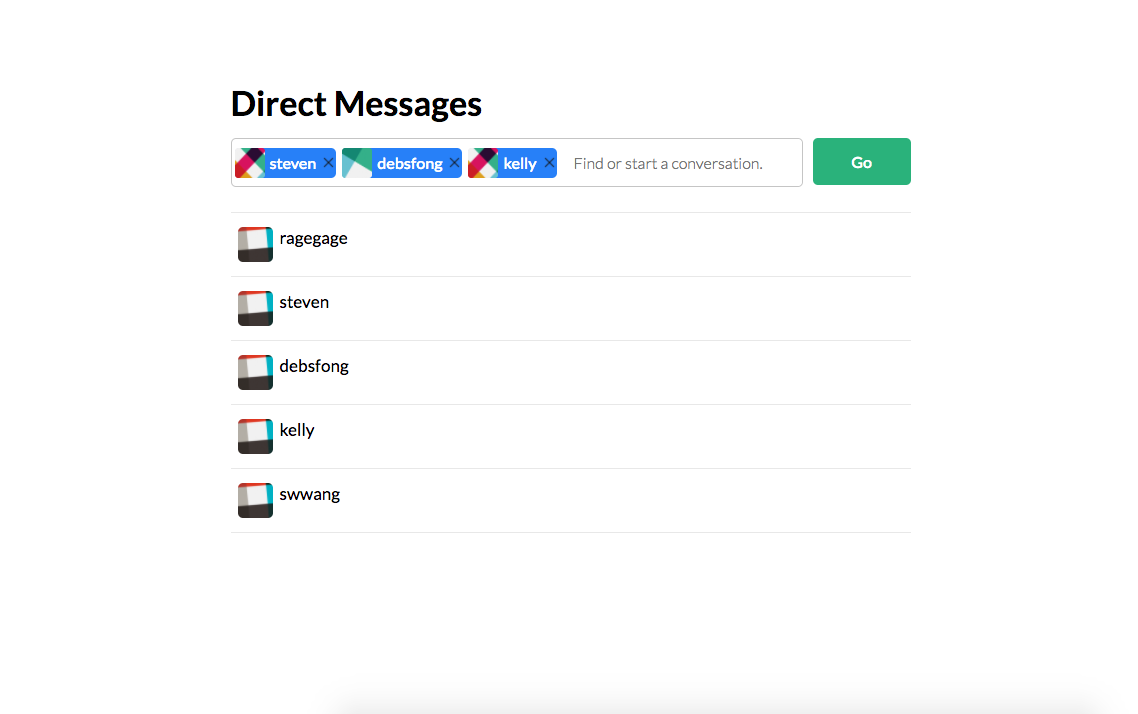 Direct Messages
steven × debsfong × kelly × Find or start a conversation. Go
ragegage
steven
debsfong
kelly
swwang